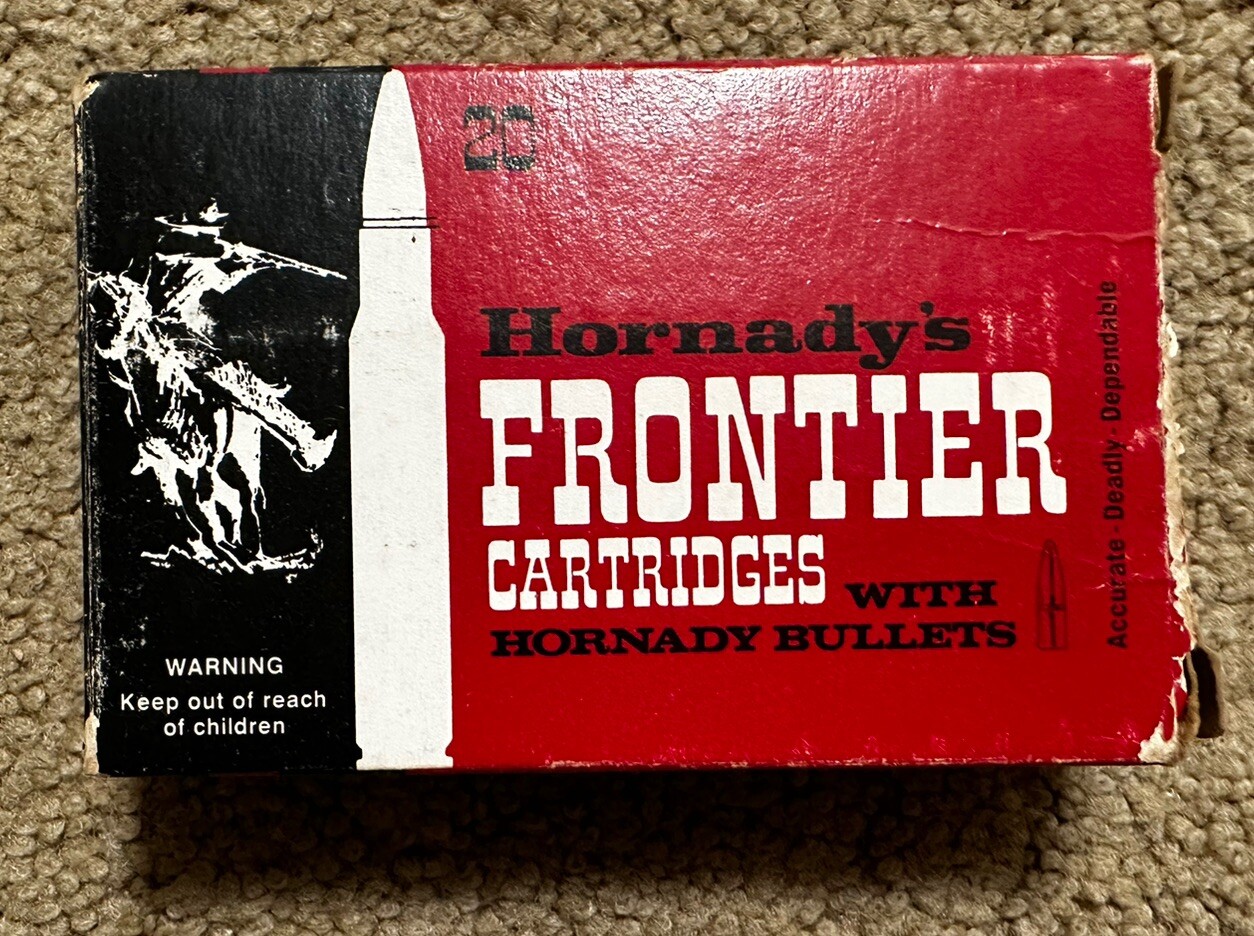 20
Hornady's
FRONTIER
CARTRIDGES WITH
HORNADY BULLETS
Accurate - Deadly - Dependable
WARNING
Keep out of reach
of children